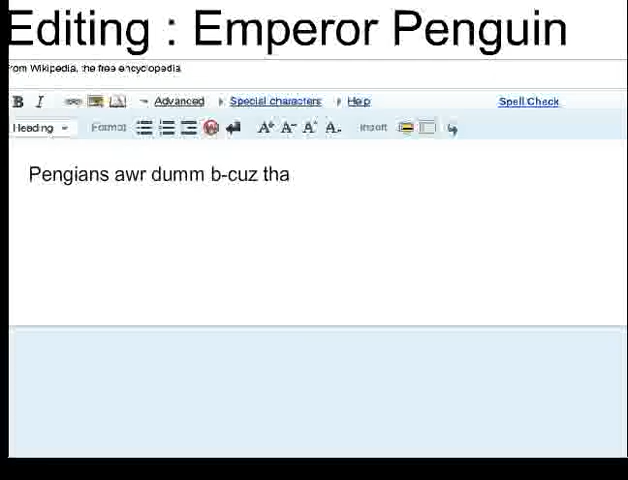 Editing : Emperor Penguin
From Wikipedia, the free encyclopedia
B I Advanced Special characters Help Spell Check
Heading Format A+ A- A^ A- Insert
Pengians awr dumm b-cuz tha